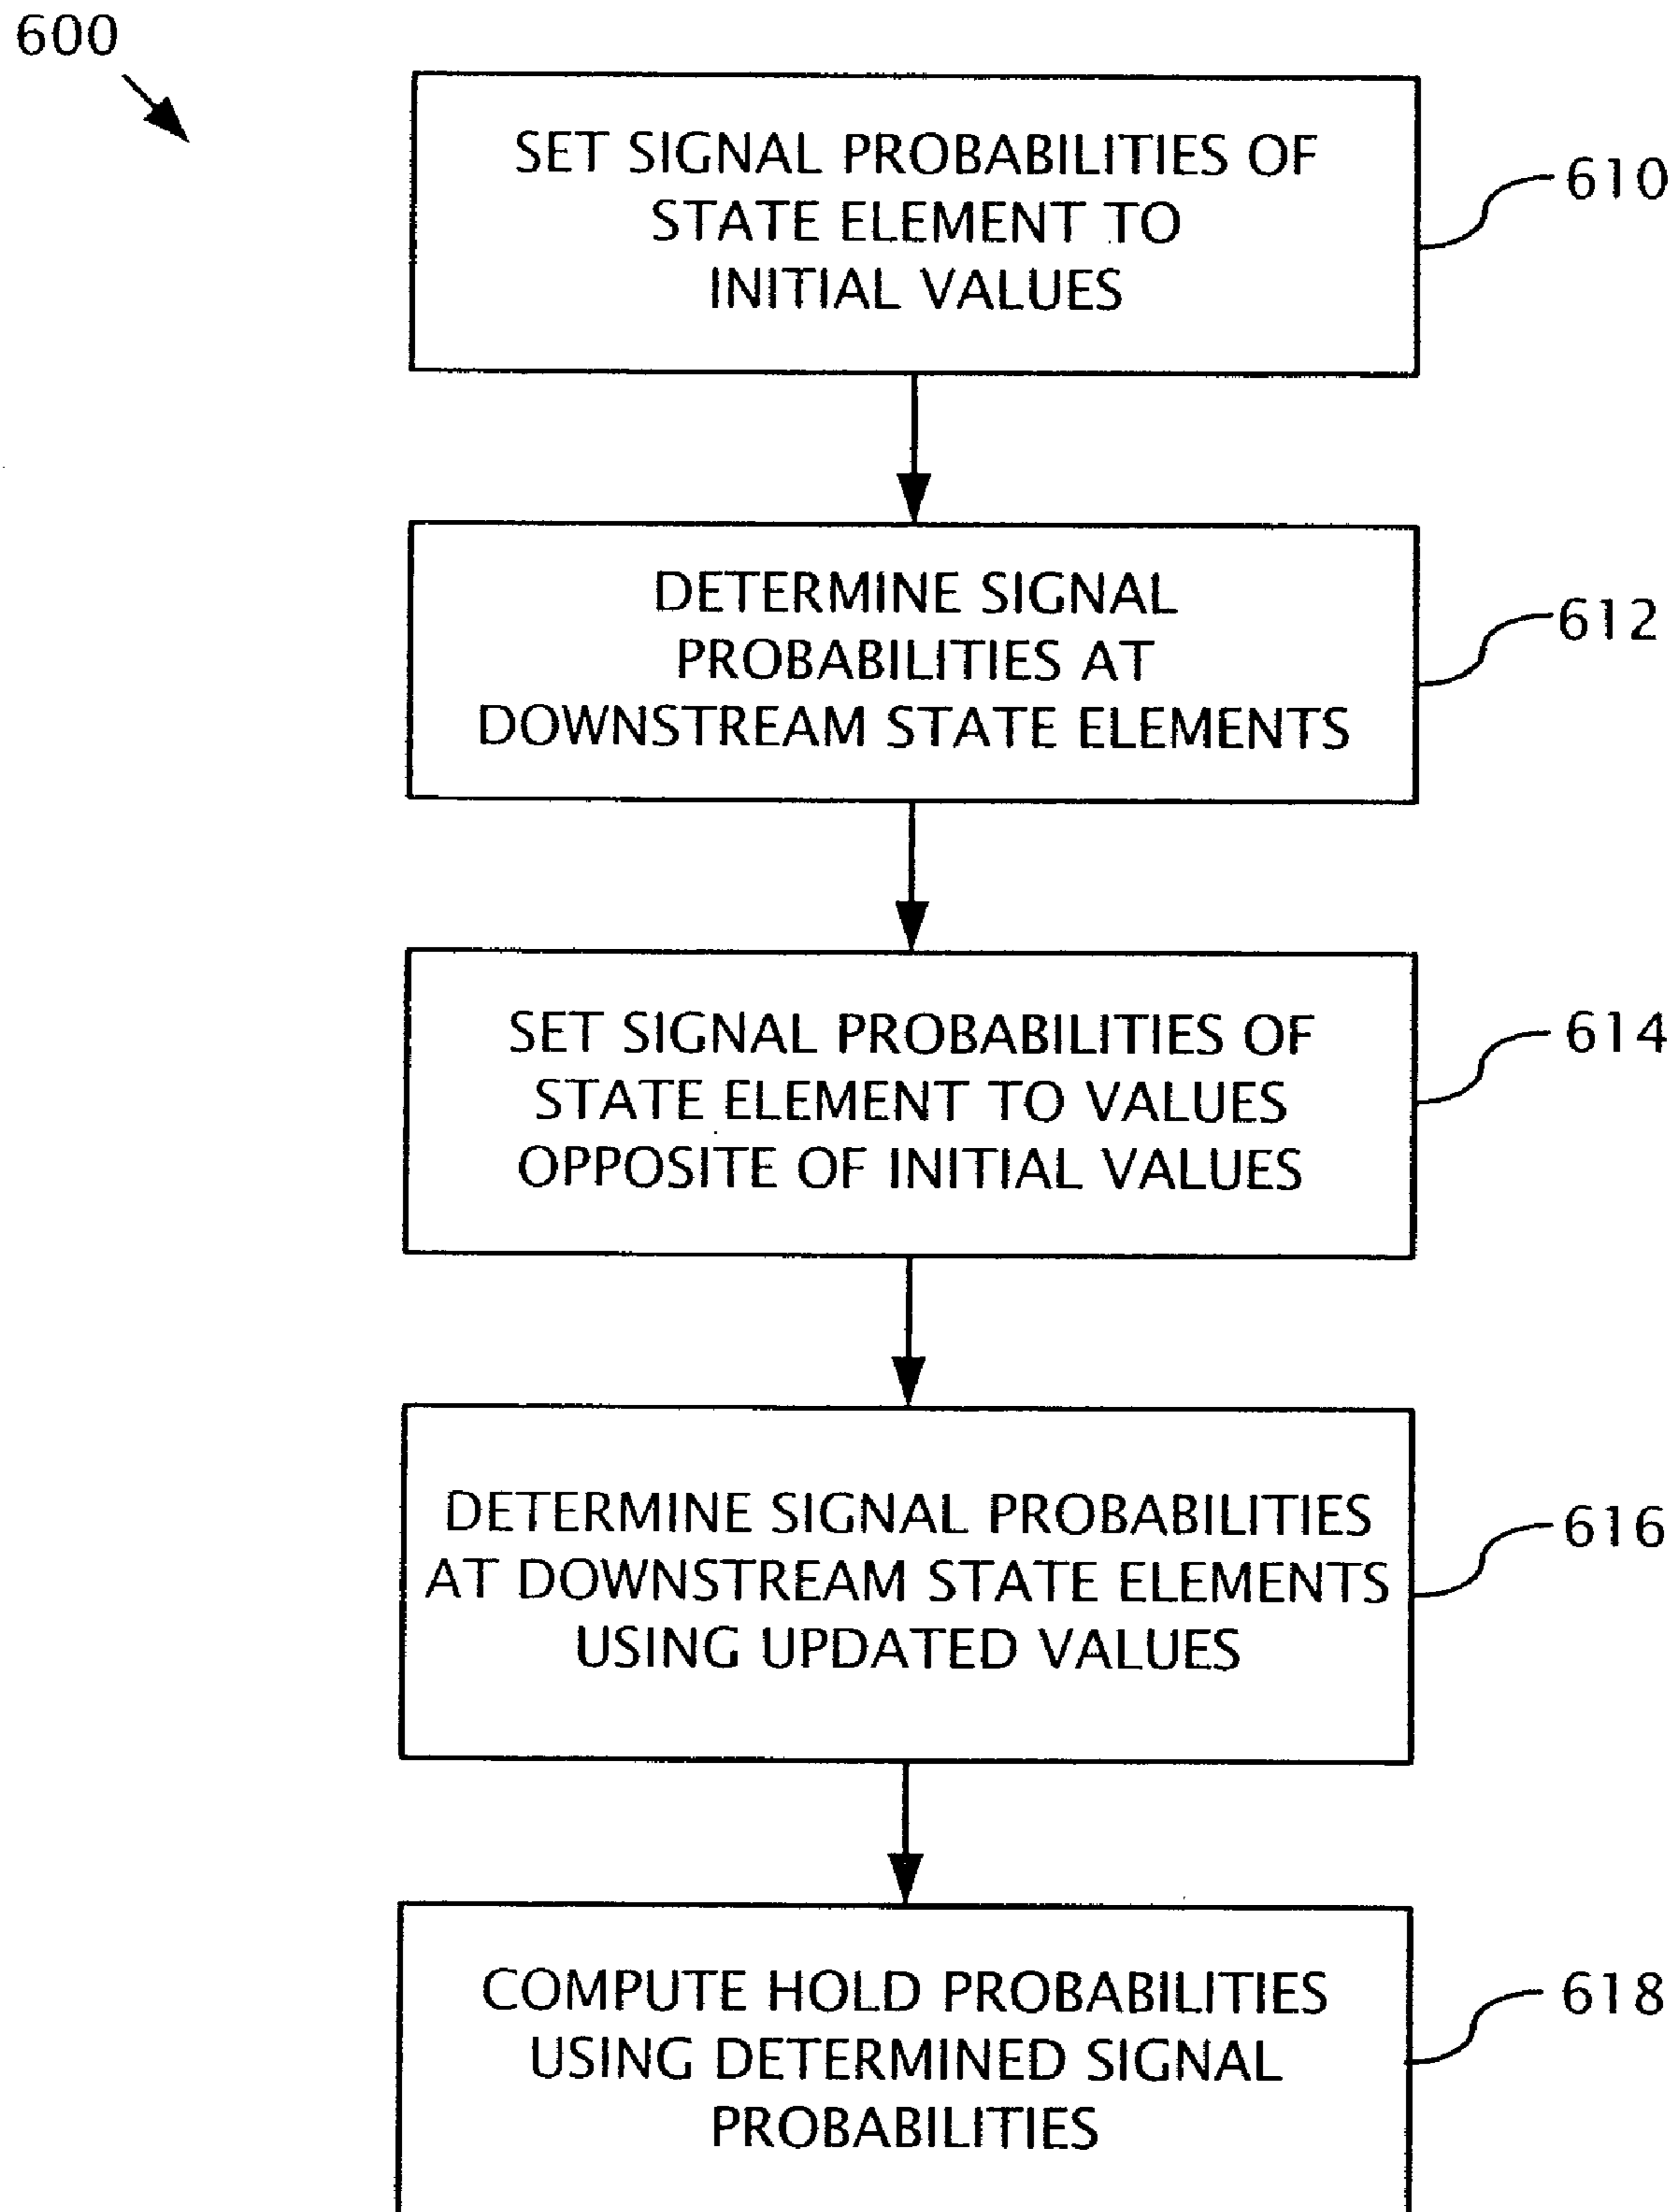 600
SET SIGNAL PROBABILITIES OF
STATE ELEMENT TO
INITIAL VALUES
610
DETERMINE SIGNAL
PROBABILITIES AT
DOWNSTREAM STATE ELEMENTS
612
SET SIGNAL PROBABILITIES OF
STATE ELEMENT TO VALUES
OPPOSITE OF INITIAL VALUES
614
DETERMINE SIGNAL PROBABILITIES
AT DOWNSTREAM STATE ELEMENTS
USING UPDATED VALUES
616
COMPUTE HOLD PROBABILITIES
USING DETERMINED SIGNAL
PROBABILITIES
618